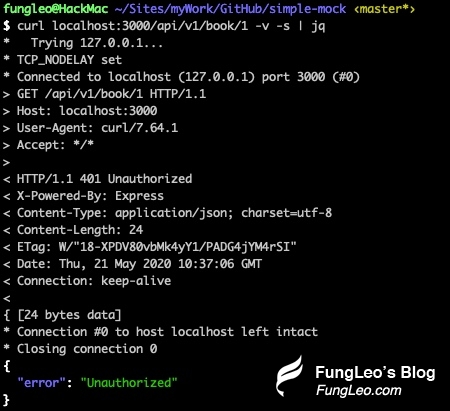 fungleo@HackMac ~/Sites/myWork/GitHub/simple-mock ‹master*›
$ curl localhost:3000/api/v1/book/1 -v -s | jq
*   Trying 127.0.0.1...
* TCP_NODELAY set
* Connected to localhost (127.0.0.1) port 3000 (#0)
> GET /api/v1/book/1 HTTP/1.1
> Host: localhost:3000
> User-Agent: curl/7.64.1
> Accept: */*
>
< HTTP/1.1 401 Unauthorized
< X-Powered-By: Express
< Content-Type: application/json; charset=utf-8
< Content-Length: 24
< ETag: W/"18-XPDV80vbMk4yY1/PADG4jYM4rSI"
< Date: Thu, 21 May 2020 10:37:06 GMT
< Connection: keep-alive
<
{ [24 bytes data]
* Connection #0 to host localhost left intact
* Closing connection 0
{
  "error": "Unauthorized"
}
FungLeo's Blog
FungLeo.com